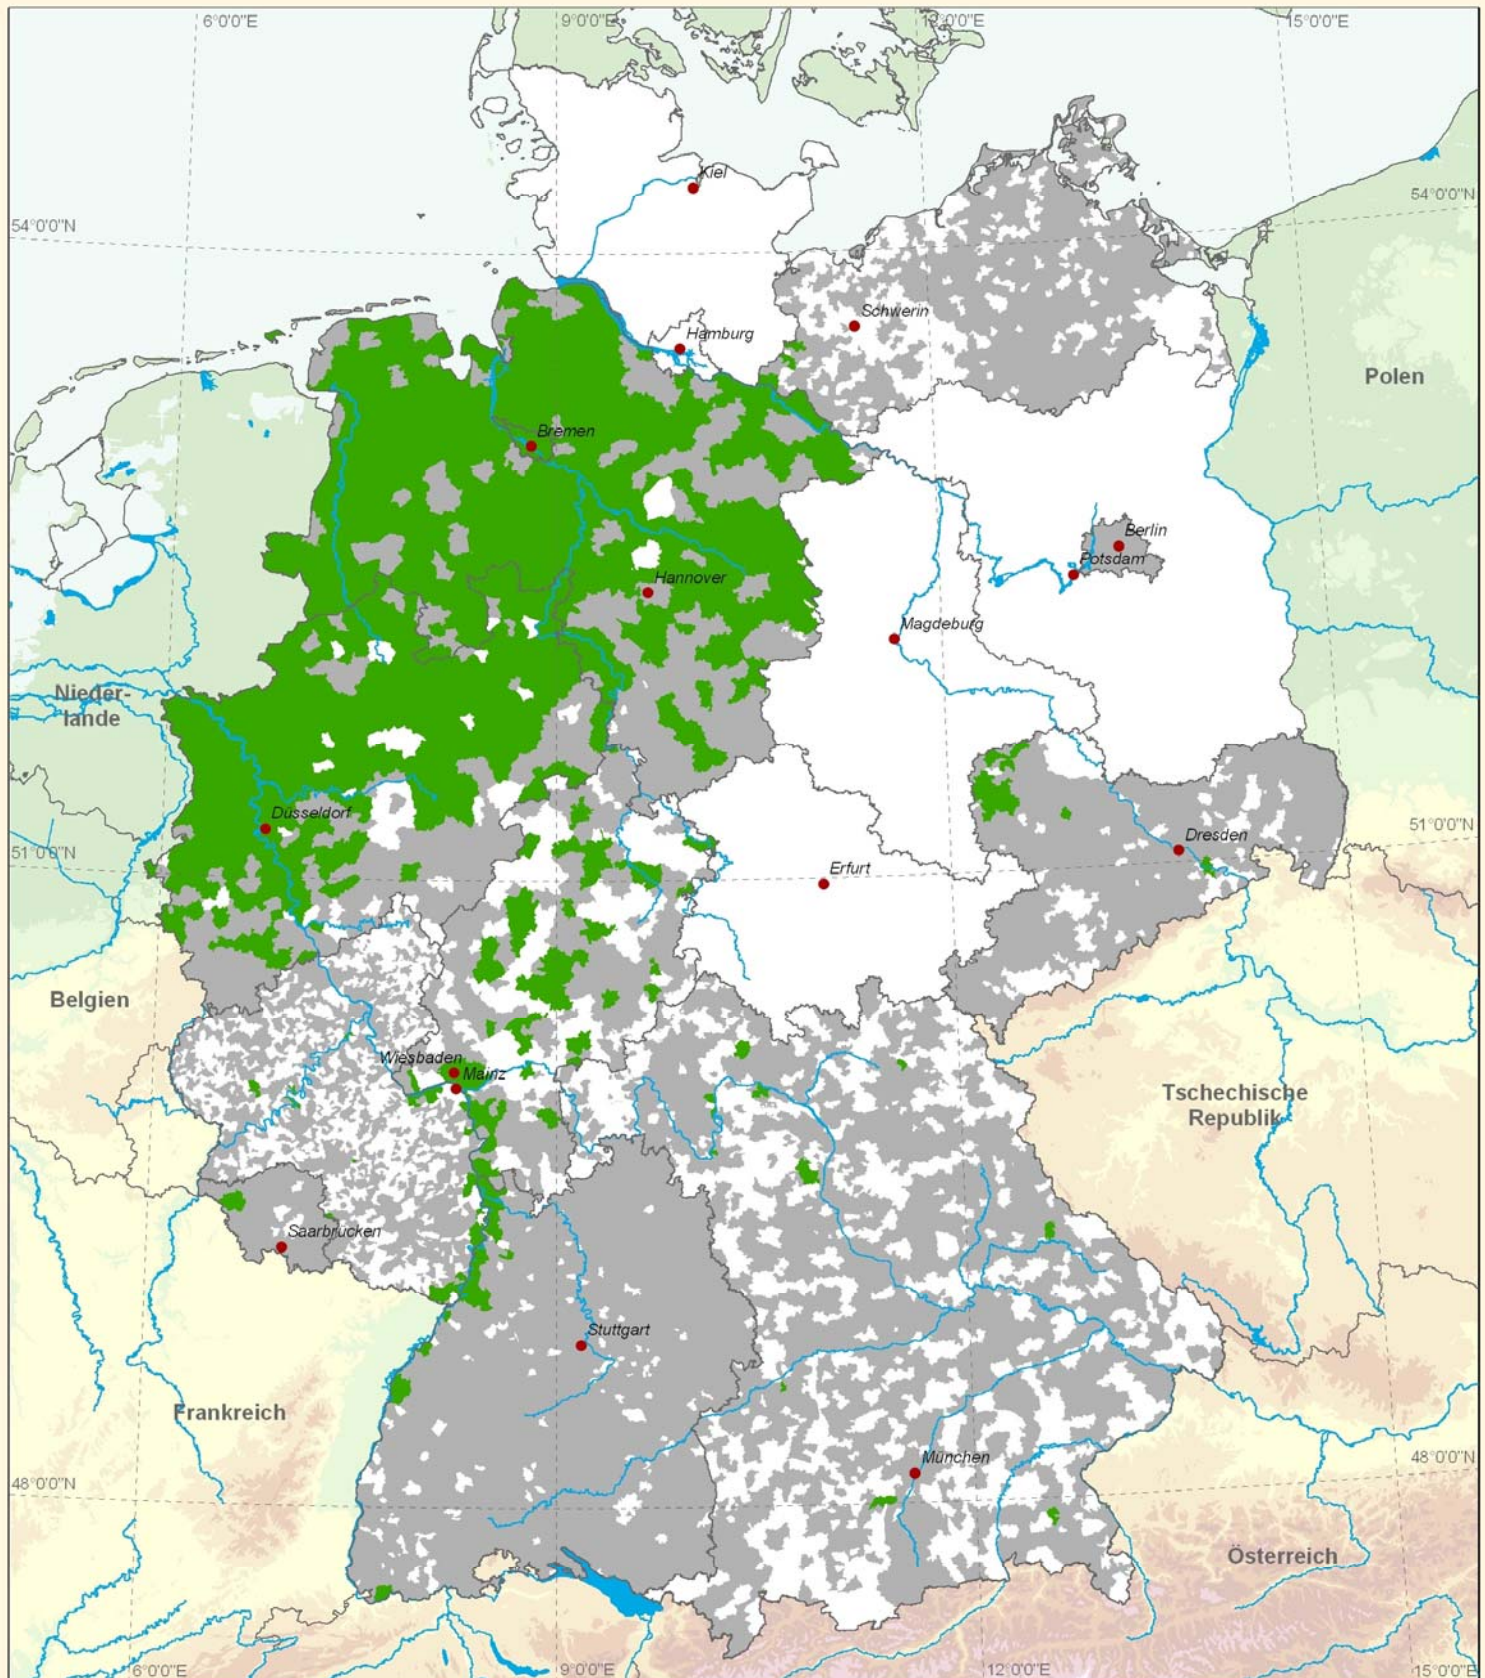 6°0'0"E
9°0'0"E
12°0'0"E
15°0'0"E
Kiel
54°0'0"N
54°0'0"N
Schwerin
Hamburg
Polen
Bremen
Berlin
Potsdam
Hannover
Magdeburg
Nieder-
lande
Düsseldorf
51°0'0"N
51°0'0"N
Dresden
Erfurt
Belgien
Wiesbaden
Mainz
Tschechische
Republik
Saarbrücken
Stuttgart
Frankreich
München
48°0'0"N
48°0'0"N
Österreich
6°0'0"E
9°0'0"E
12°0'0"E
15°0'0"E